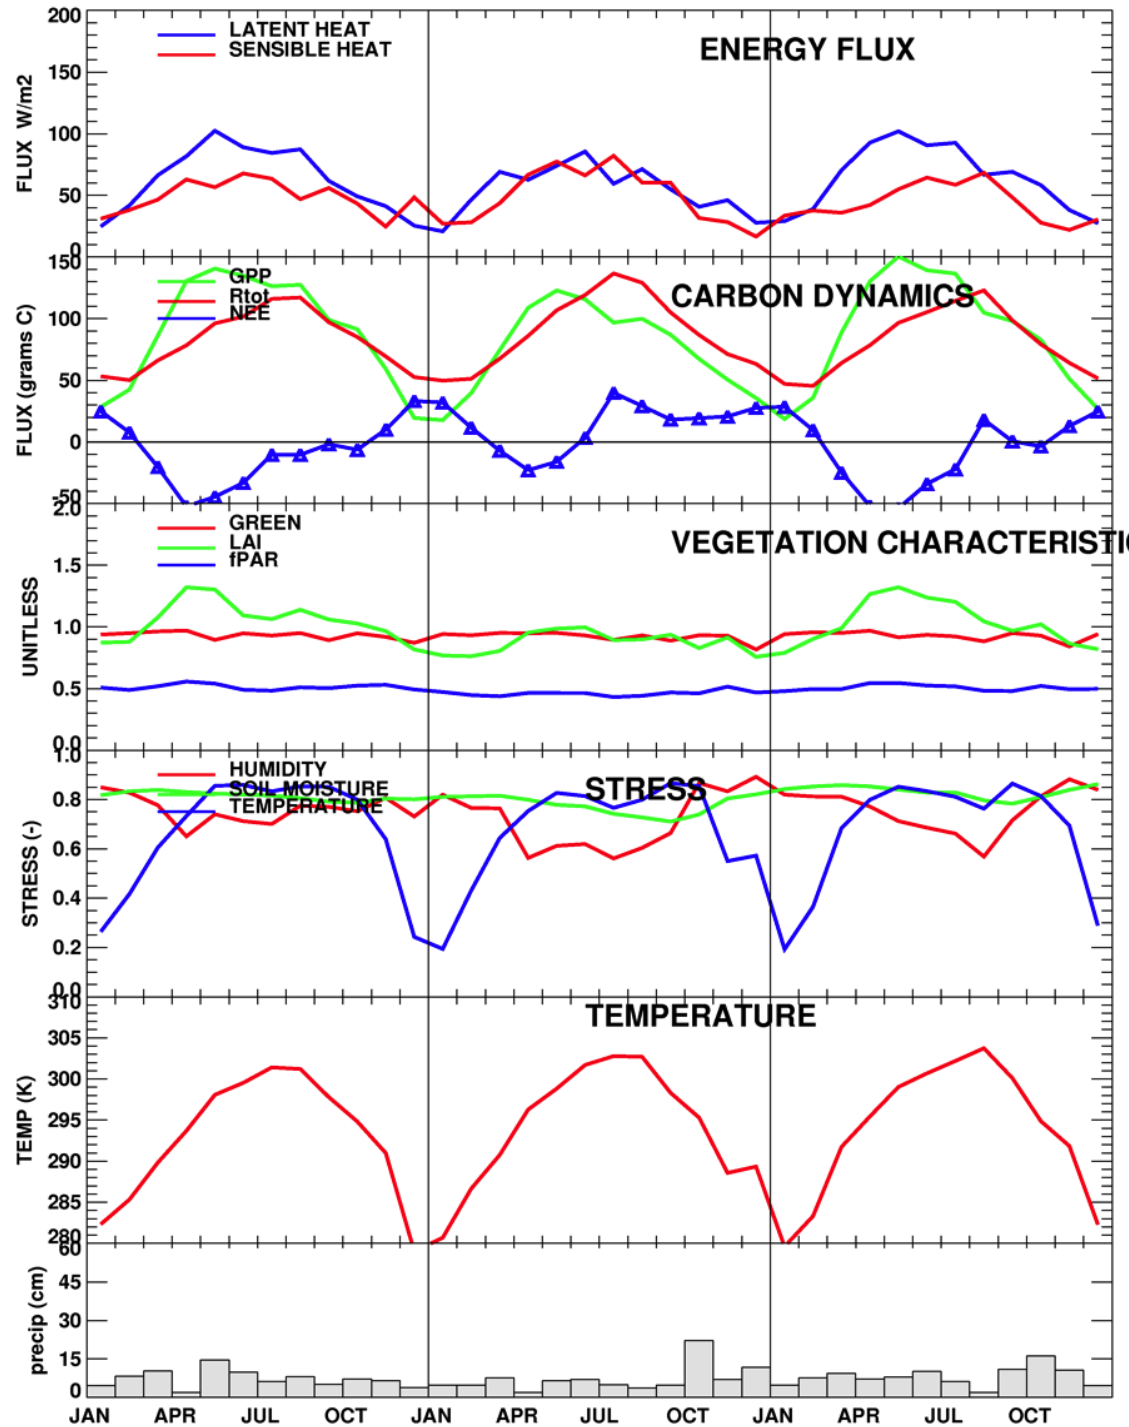 200
LATENT HEAT
SENSIBLE HEAT
ENERGY FLUX
150
100
50
0
FLUX W/m2
150
GPP
Rtot
NEE
CARBON DYNAMICS
100
50
0
-50
FLUX (grams C)
2.0
GREEN
LAI
fPAR
VEGETATION CHARACTERISTIC
1.5
1.0
0.5
0.0
UNITLESS
1.0
HUMIDITY
SOIL MOISTURE
TEMPERATURE
STRESS
0.8
0.6
0.4
0.2
0.0
STRESS (-)
310
TEMPERATURE
305
300
295
290
285
280
TEMP (K)
60
45
30
15
0
precip (cm)
JAN APR JUL OCT JAN APR JUL OCT JAN APR JUL OCT